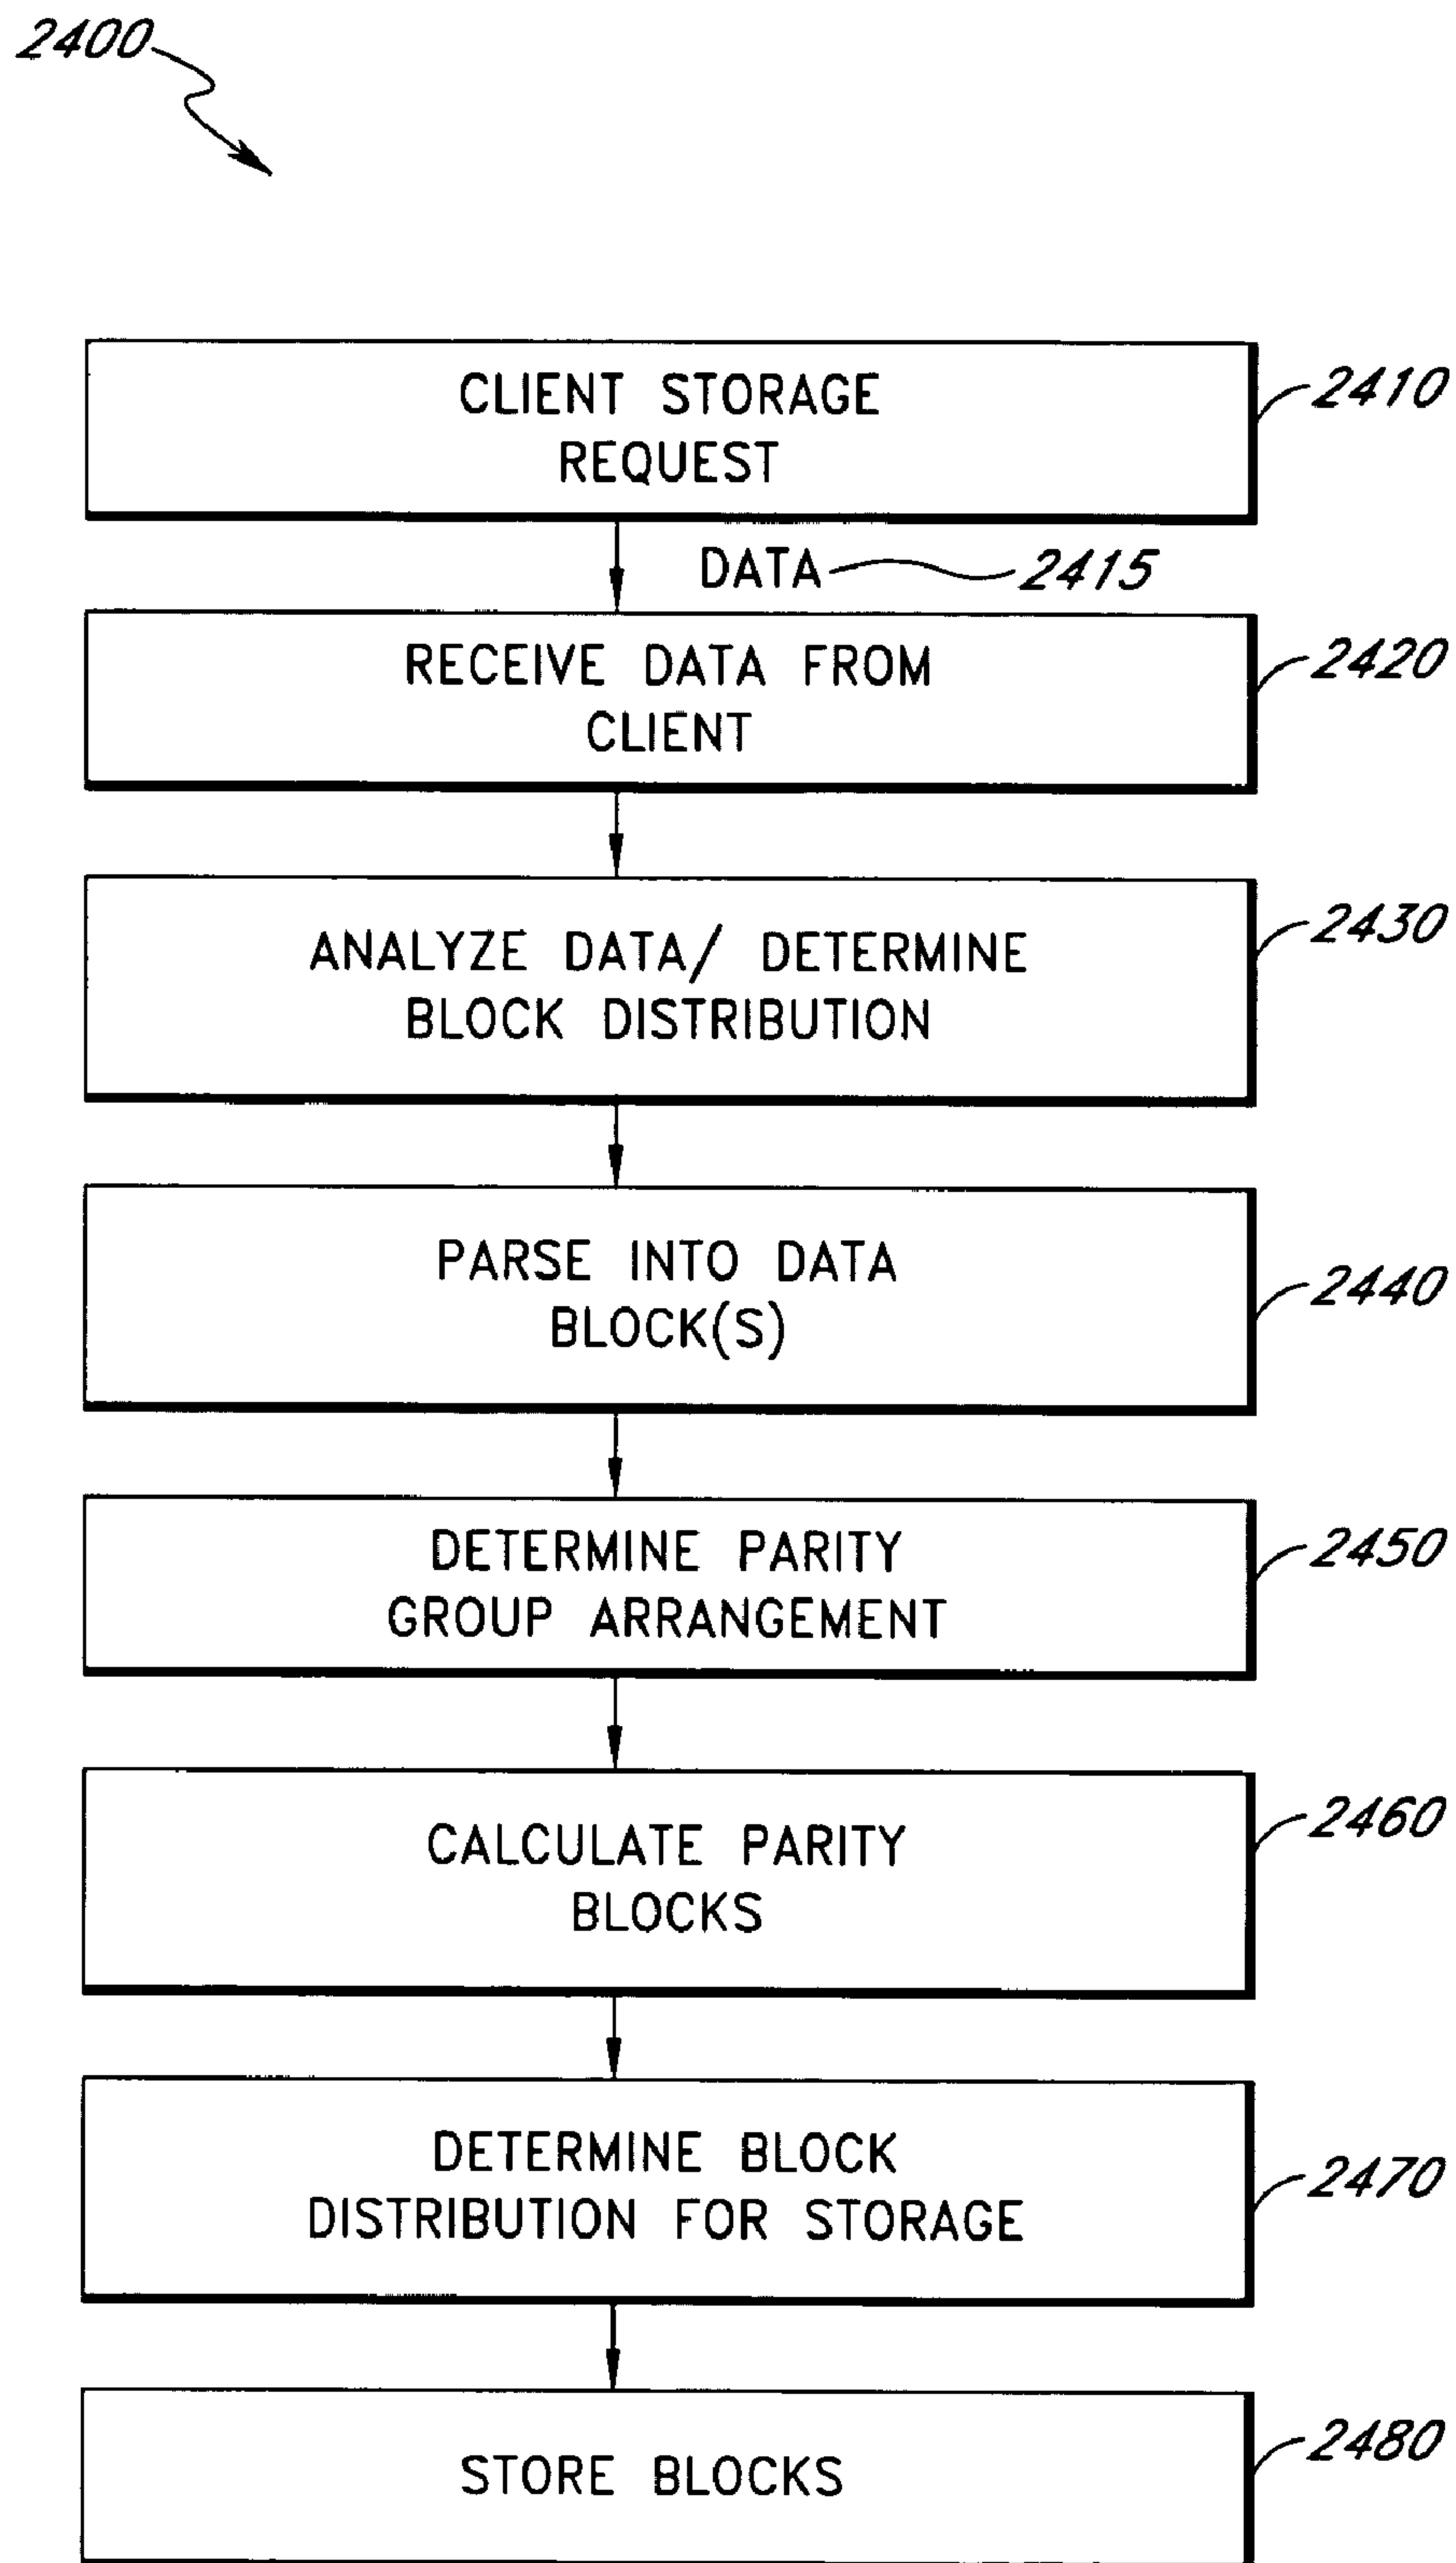 2400
CLIENT STORAGE
REQUEST
2410
DATA 2415
RECEIVE DATA FROM
CLIENT
2420
ANALYZE DATA/ DETERMINE
BLOCK DISTRIBUTION
2430
PARSE INTO DATA
BLOCK(S)
2440
DETERMINE PARITY
GROUP ARRANGEMENT
2450
CALCULATE PARITY
BLOCKS
2460
DETERMINE BLOCK
DISTRIBUTION FOR STORAGE
2470
STORE BLOCKS
2480